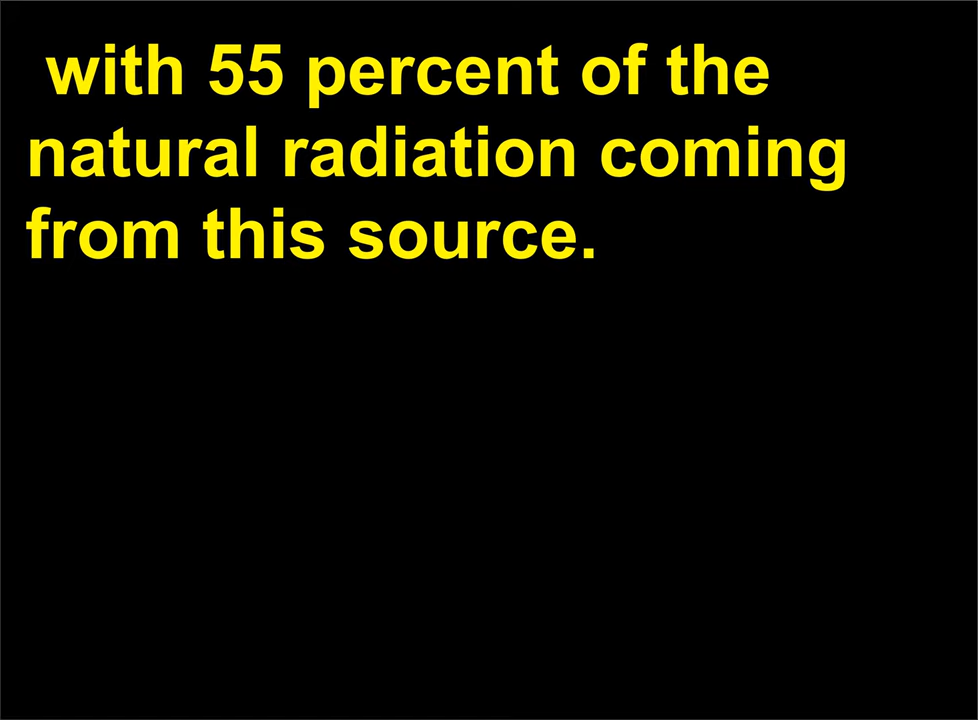 with 55 percent of the
natural radiation coming
from this source.